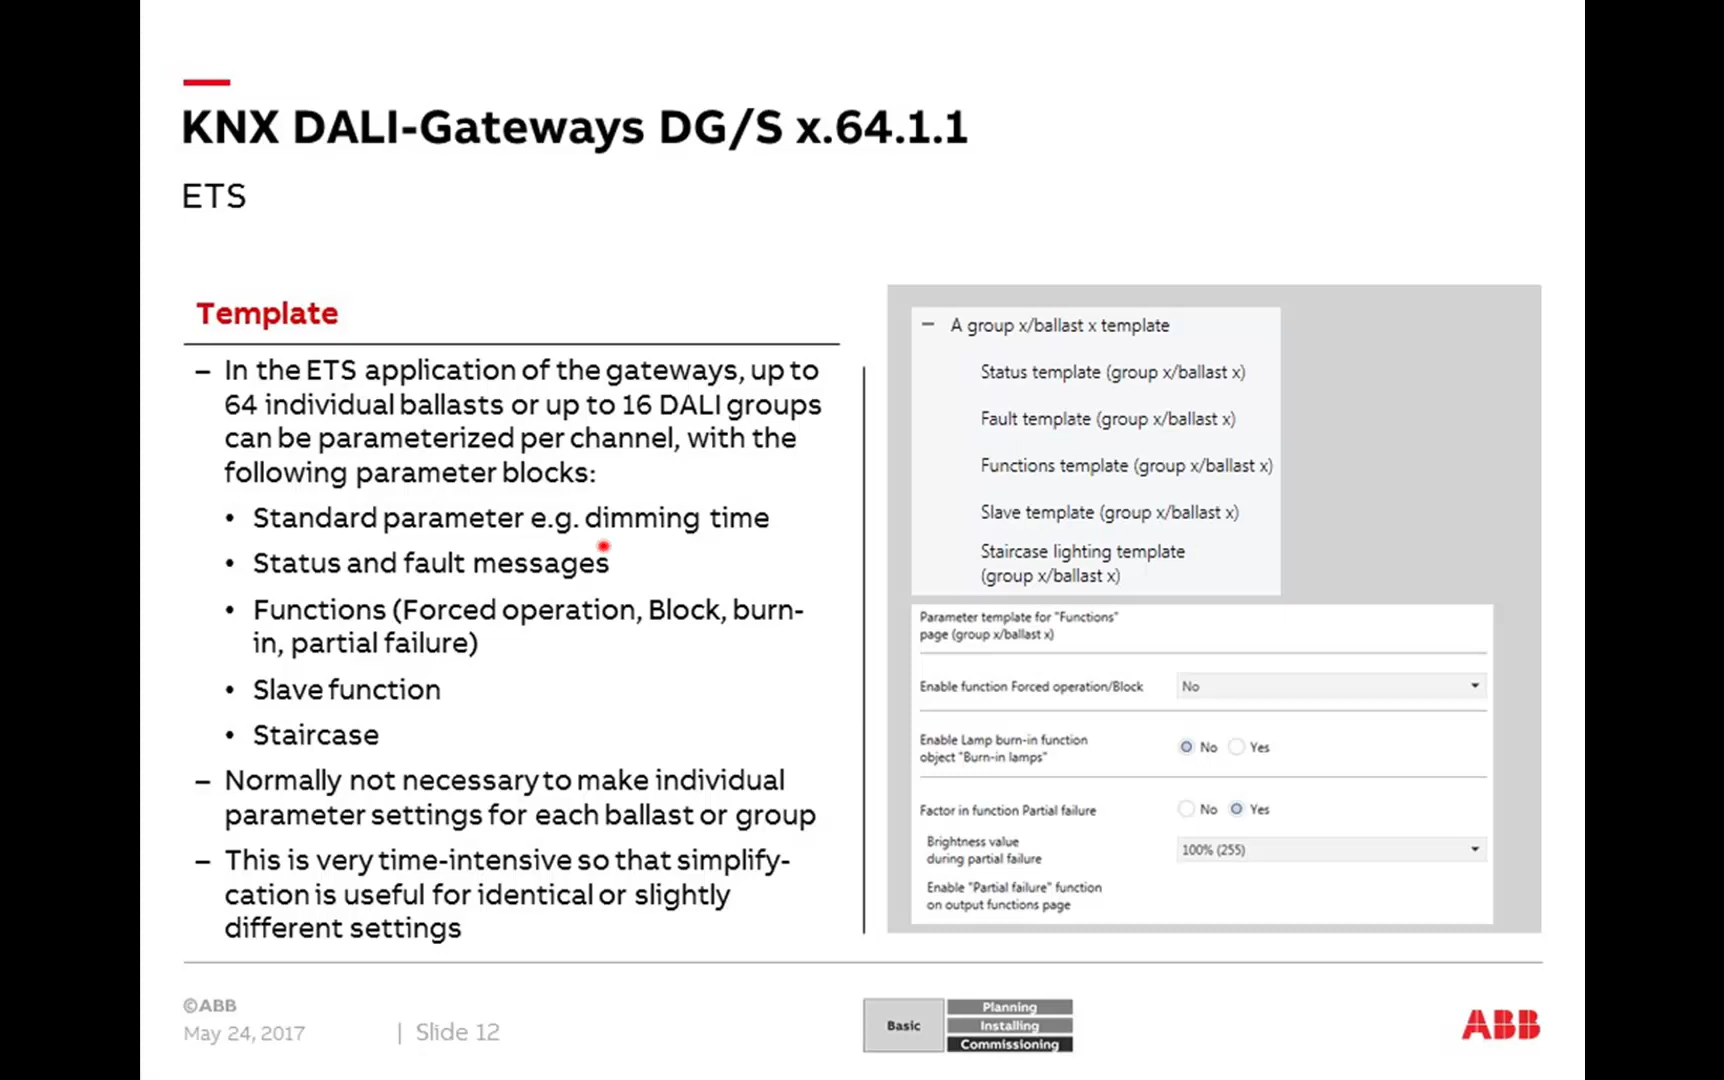 KNX DALI-Gateways DG/S x.64.1.1
ETS
Template
– In the ETS application of the gateways, up to
64 individual ballasts or up to 16 DALI groups
can be parameterized per channel, with the
following parameter blocks:
• Standard parameter e.g. dimming time
• Status and fault messages
• Functions (Forced operation, Block, burn-
in, partial failure)
• Slave function
• Staircase
– Normally not necessary to make individual
parameter settings for each ballast or group
– This is very time-intensive so that simplify-
cation is useful for identical or slightly
different settings
– A group x/ballast x template
Status template (group x/ballast x)
Fault template (group x/ballast x)
Functions template (group x/ballast x)
Slave template (group x/ballast x)
Staircase lighting template
(group x/ballast x)
Parameter template for "Functions"
page (group x/ballast x)
Enable function Forced operation/Block No
Enable Lamp burn-in function
object "Burn-in lamps"
No Yes
Factor in function Partial failure No Yes
Brightness value
during partial failure
100% (255)
Enable "Partial failure" function
on output functions page
©ABB
May 24, 2017 | Slide 12
Basic
Planning
Installing
Commissioning
ABB